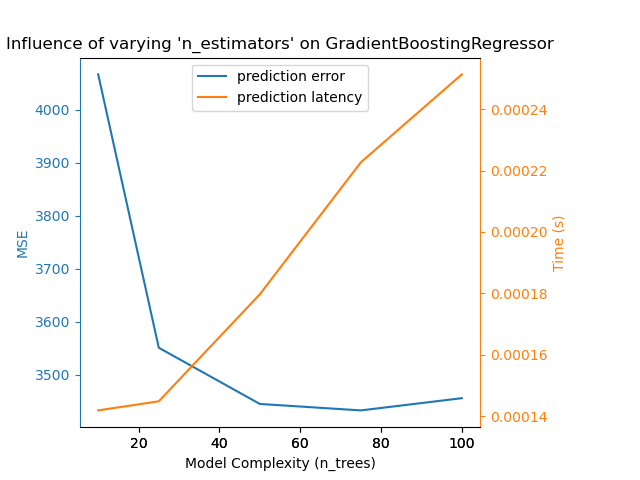 Influence of varying 'n_estimators' on GradientBoostingRegressor
prediction error
prediction latency
MSE
4000
3900
3800
3700
3600
3500
0.00024
0.00022
0.00020
0.00018
0.00016
0.00014
Time (s)
20 40 60 80 100
Model Complexity (n_trees)